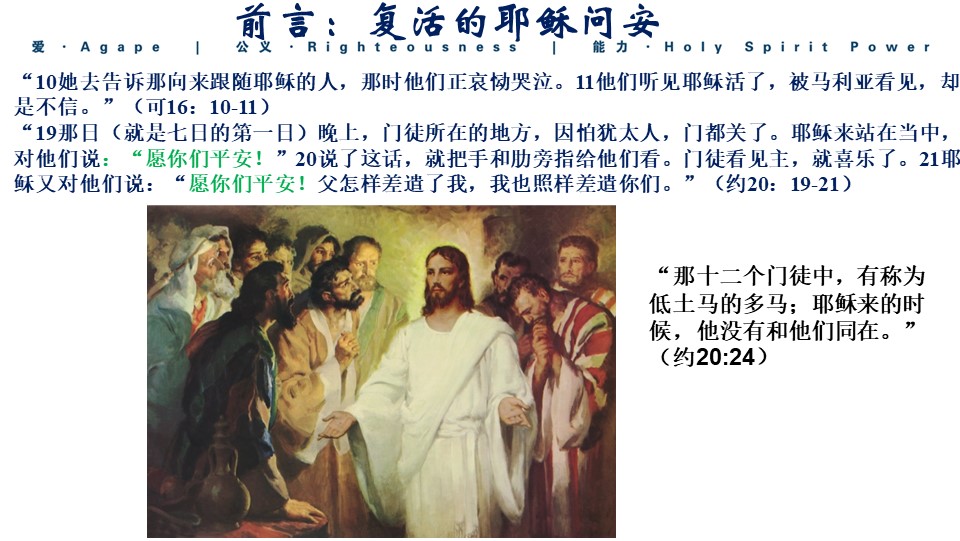 前言：复活的耶稣问安
爱 · Agape | 公义 · Righteousness | 能力 · Holy Spirit Power
“10她去告诉那向来跟随耶稣的人，那时他们正哀恸哭泣。11他们听见耶稣活了，被马利亚看见，却
是不信。”（可16：10-11）
“19那日（就是七日的第一日）晚上，门徒所在的地方，因怕犹太人，门都关了。耶稣来站在当中，
对他们说：“愿你们平安！”20说了这话，就把手和肋旁指给他们看。门徒看见主，就喜乐了。21耶
稣又对他们说：“愿你们平安！父怎样差遣了我，我也照样差遣你们。”（约20：19-21）
“那十二个门徒中，有称为
低土马的多马；耶稣来的时
候，他没有和他们同在。”
（约20:24）